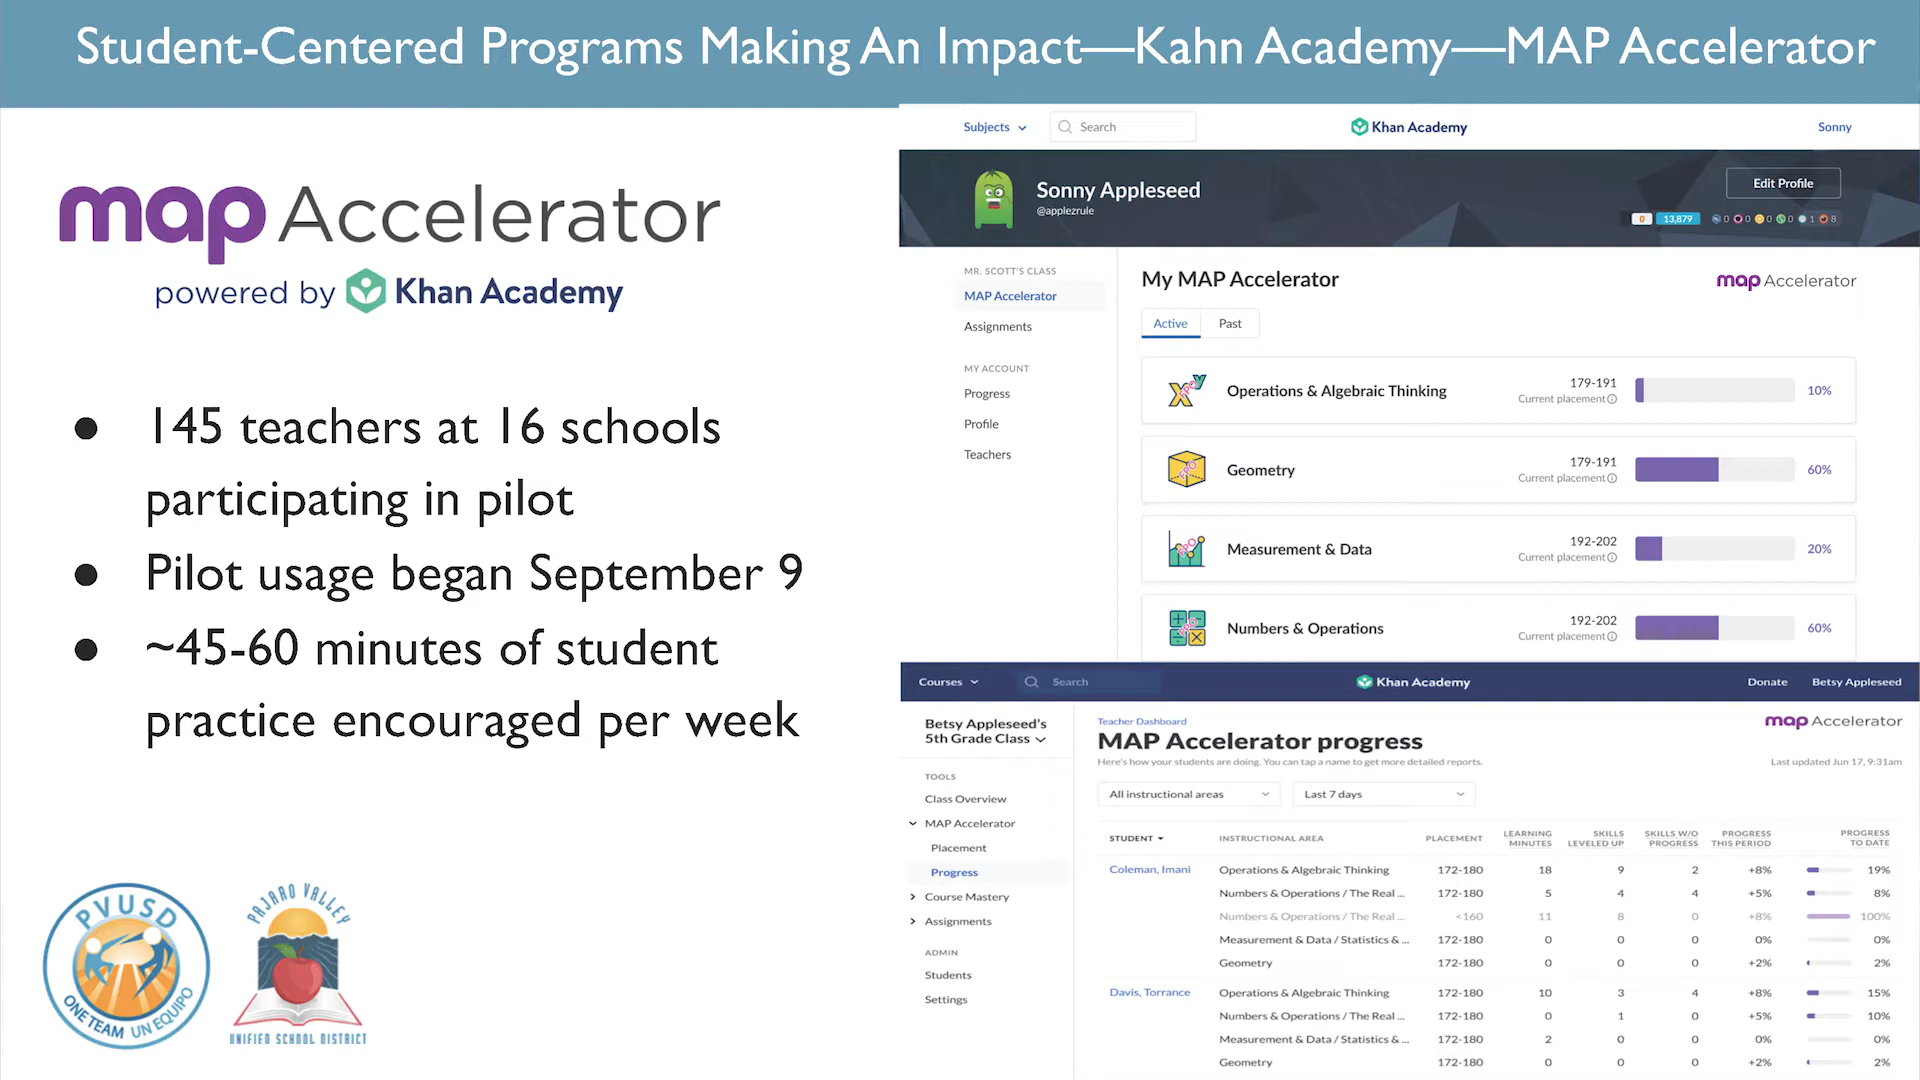 Student-Centered Programs Making An Impact—Kahn Academy—MAP Accelerator
map Accelerator
powered by Khan Academy
● 145 teachers at 16 schools
participating in pilot
● Pilot usage began September 9
● ~45-60 minutes of student
practice encouraged per week
PVUSD
ONE TEAM UN EQUIPO
PAJARO VALLEY
UNIFIED SCHOOL DISTRICT
Subjects Search Khan Academy Sonny
Sonny Appleseed
@applezrule
Edit Profile
0 13,879 0 0 0 0 1 8
MR. SCOTT'S CLASS
MAP Accelerator
Assignments
MY ACCOUNT
Progress
Profile
Teachers
My MAP Accelerator
map Accelerator
Active Past
Operations & Algebraic Thinking 179-191 10%
Current placement
Geometry 179-191 60%
Current placement
Measurement & Data 192-202 20%
Current placement
Numbers & Operations 192-202 60%
Current placement
Courses Search Khan Academy Donate Betsy Appleseed
Betsy Appleseed's
5th Grade Class
TOOLS
Class Overview
MAP Accelerator
Placement
Progress
Course Mastery
Assignments
ADMIN
Students
Settings
Teacher Dashboard
map Accelerator
MAP Accelerator progress
Here's how your students are doing. You can tap a name to get more detailed reports.
Last updated Jun 17, 9:31am
All instructional areas Last 7 days
STUDENT INSTRUCTIONAL AREA PLACEMENT LEARNING MINUTES SKILLS LEVELED UP SKILLS W/O PROGRESS PROGRESS THIS PERIOD PROGRESS TO DATE
Coleman, Imani Operations & Algebraic Thinking 172-180 18 9 2 +8% 19%
Numbers & Operations / The Real ... 172-180 5 4 4 +5% 8%
Numbers & Operations / The Real ... <160 11 8 0 +8% 100%
Measurement & Data / Statistics & ... 172-180 0 0 0 0% 0%
Geometry 172-180 0 0 0 +2% 2%
Davis, Torrance Operations & Algebraic Thinking 172-180 10 3 4 +8% 15%
Numbers & Operations / The Real ... 172-180 0 1 0 +5% 10%
Measurement & Data / Statistics & ... 172-180 2 0 0 0% 0%
Geometry 172-180 0 0 0 +2% 2%